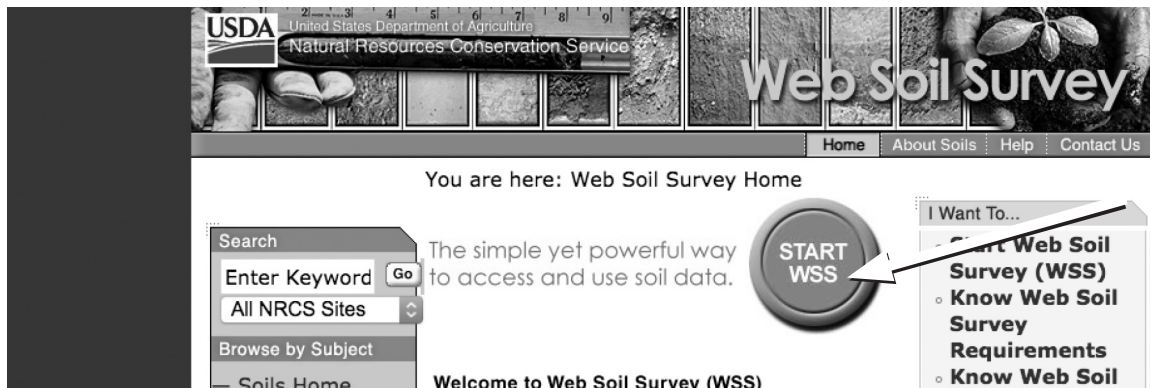 USDA
United States Department of Agriculture
Natural Resources Conservation Service
Web Soil Survey
Home
About Soils
Help
Contact Us
You are here: Web Soil Survey Home
Search
Enter Keyword
Go
All NRCS Sites
Browse by Subject
— Soils Home
The simple yet powerful way
to access and use soil data.
START
WSS
Welcome to Web Soil Survey (WSS)
I Want To...
Start Web Soil
Survey (WSS)
Know Web Soil
Survey
Requirements
Know Web Soil